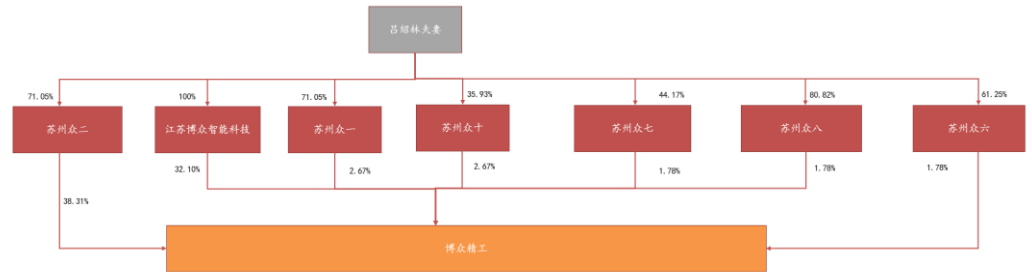 吕绍林夫妻
71.05%
100%
71.05%
35.93%
44.17%
80.82%
61.25%
苏州众二
江苏博众智能科技
苏州众一
苏州众十
苏州众七
苏州众八
苏州众六
38.31%
32.10%
2.67%
2.67%
1.78%
1.78%
1.78%
博众精工